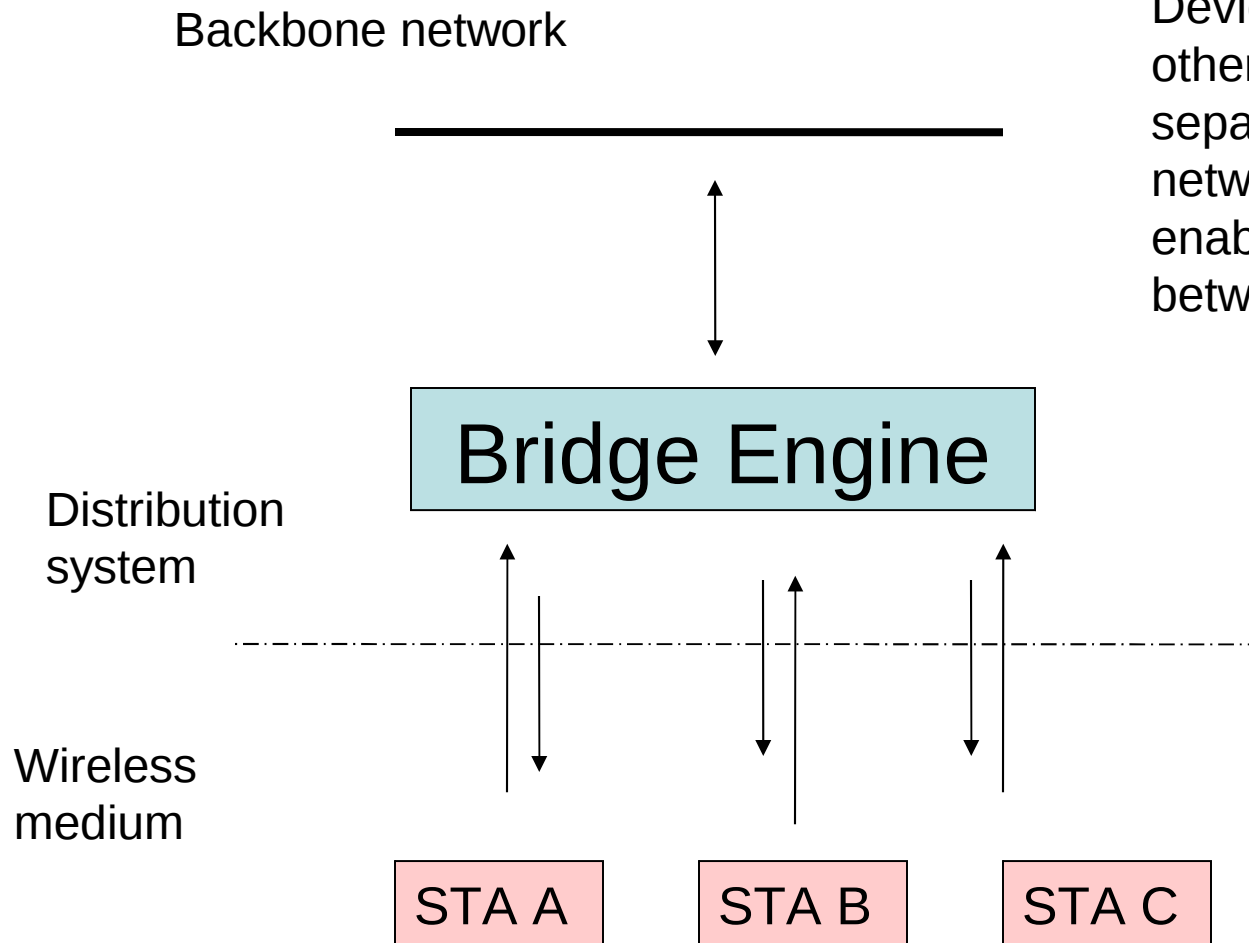 Backbone network
Bridge Engine
Distribution
system
Wireless
medium
STA A
STA B
STA C